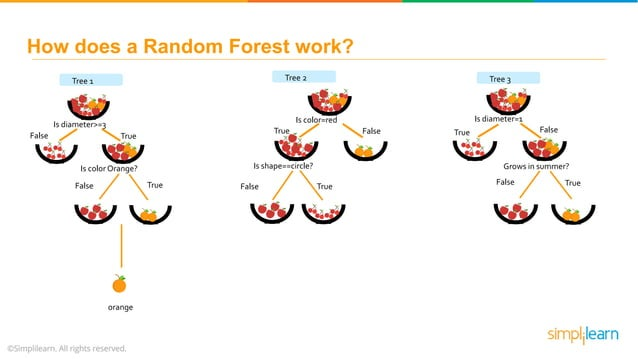 How does a Random Forest work?
Tree 1
Tree 2
Tree 3
Is diameter>=3
False
True
Is color Orange?
False
True
orange
Is color=red
True
False
Is shape==circle?
False
True
Is diameter=1
True
False
Grows in summer?
False
True
©Simplilearn. All rights reserved.
simplilearn